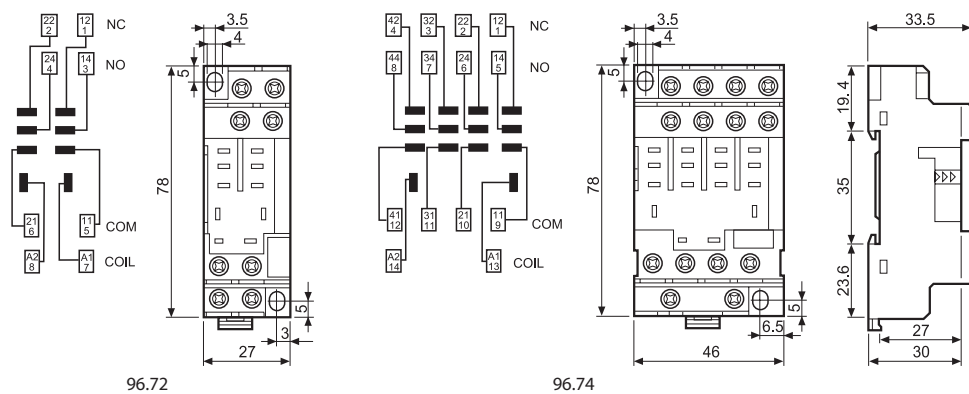 22 2 12 1 NC
24 4 14 3 NO
21 6 11 5 COM
A2 8 A1 7 COIL
3.5
4
5
78
5
3
27
96.72
42 4 32 3 22 2 12 1 NC
44 8 34 7 24 6 14 5 NO
41 12 31 11 21 10 11 9 COM
A2 14 A1 13 COIL
3.5
4
5
78
5
6.5
46
96.74
33.5
19.4
35
23.6
27
30